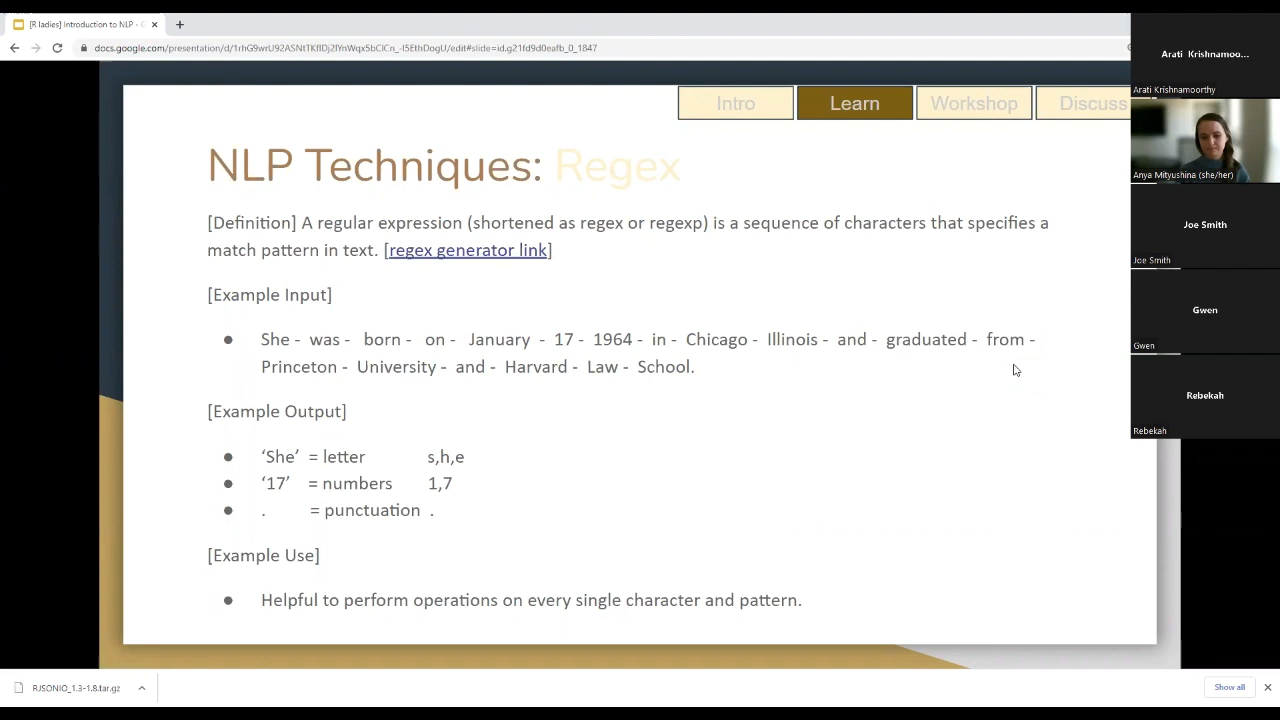 [R ladies] Introduction to NLP - G
docs.google.com/presentation/d/1rhG9wrU92ASNtTKflDj2lYnWqx5bClCn_-I5EthDogU/edit#slide=id.g21fd9d0eafb_0_1847
Intro
Learn
Workshop
Discuss
NLP Techniques: Regex
[Definition] A regular expression (shortened as regex or regexp) is a sequence of characters that specifies a
match pattern in text. [regex generator link]
[Example Input]
● She - was - born - on - January - 17 - 1964 - in - Chicago - Illinois - and - graduated - from -
Princeton - University - and - Harvard - Law - School.
[Example Output]
● ‘She’ = letter s,h,e
● ‘17’ = numbers 1,7
● . = punctuation .
[Example Use]
● Helpful to perform operations on every single character and pattern.
Arati Krishnamoo...
Arati Krishnamoorthy
Anya Mityushina (she/her)
Joe Smith
Joe Smith
Gwen
Gwen
Rebekah
Rebekah
RJSONIO_1.3-1.8.tar.gz
Show all